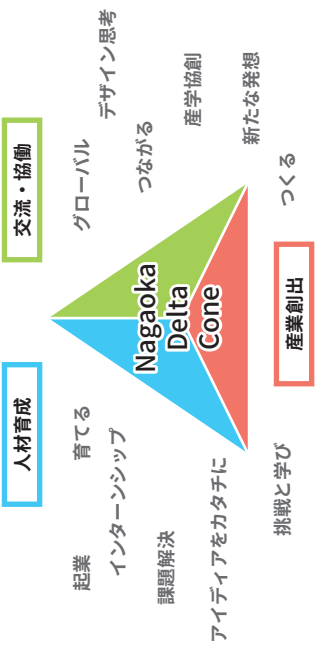 人材育成
交流・協働
起業
育てる
インターンシップ
課題解決
アイディアをカタチに
グローバル
デザイン思考
つながる
産学協創
新たな発想
Nagaoka
Delta
Cone
産業創出
挑戦と学び
つくる